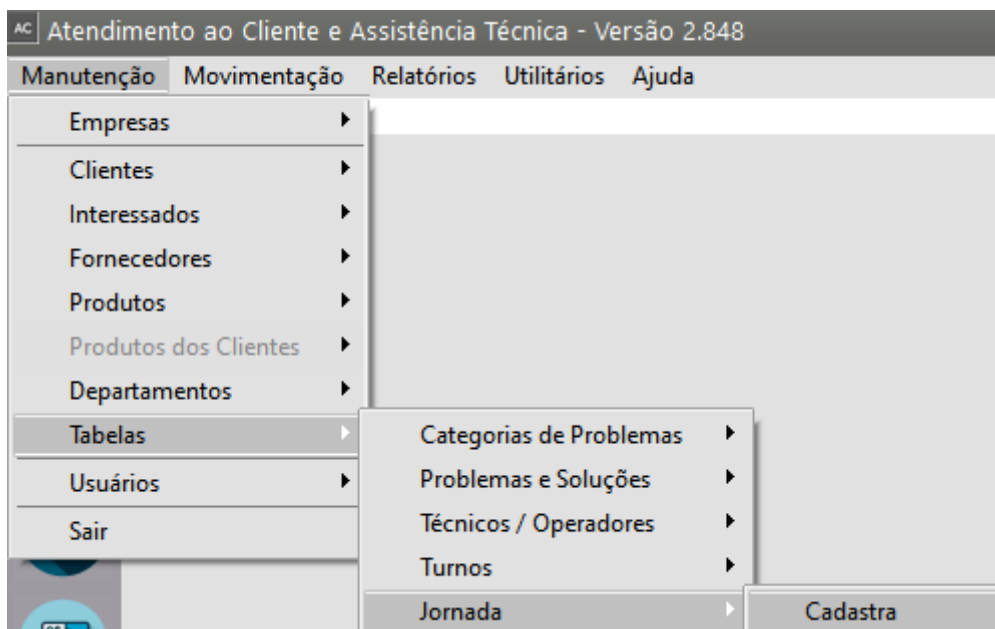 AC Atendimento ao Cliente e Assistência Técnica - Versão 2.848
Manutenção Movimentação Relatórios Utilitários Ajuda
Empresas
Clientes
Interessados
Fornecedores
Produtos
Produtos dos Clientes
Departamentos
Tabelas
Usuários
Sair
Categorias de Problemas
Problemas e Soluções
Técnicos / Operadores
Turnos
Jornada
Cadastra